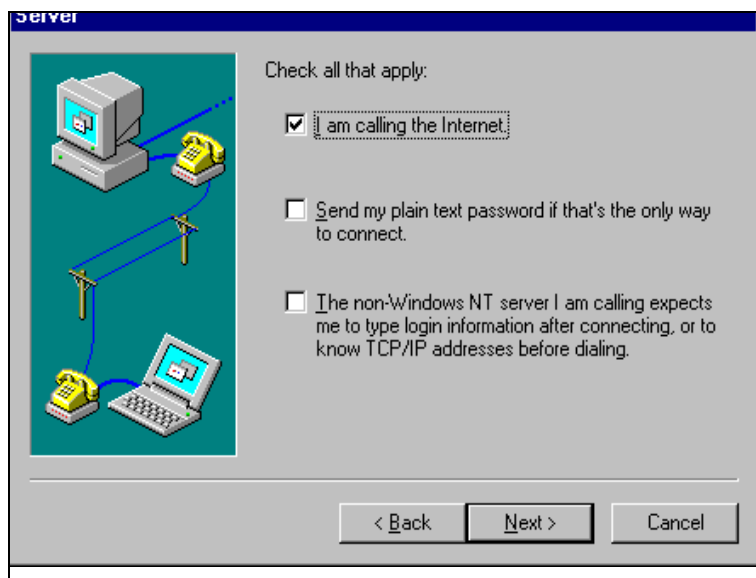 Server
Check all that apply:
I am calling the Internet.
Send my plain text password if that's the only way
to connect.
The non-Windows NT server I am calling expects
me to type login information after connecting, or to
know TCP/IP addresses before dialing.
< Back
Next >
Cancel